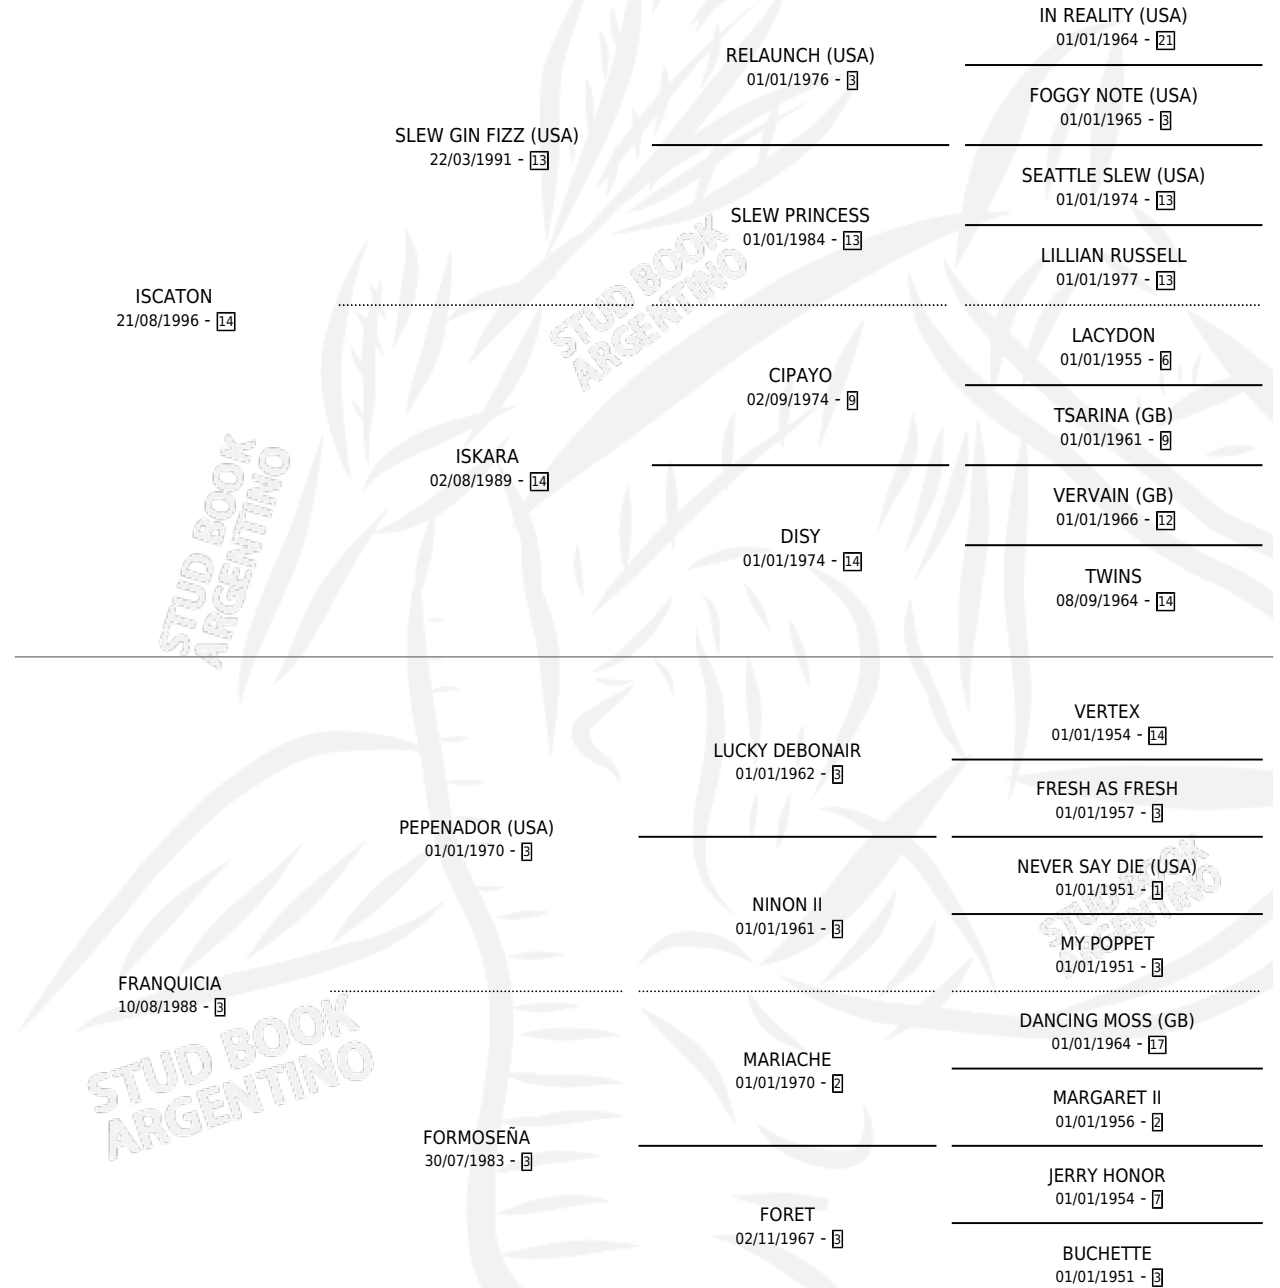 IN REALITY (USA)
01/01/1964 - 21
RELAUNCH (USA)
01/01/1976 - 3
FOGGY NOTE (USA)
01/01/1965 - 3
SLEW GIN FIZZ (USA)
22/03/1991 - 13
SEATTLE SLEW (USA)
01/01/1974 - 13
SLEW PRINCESS
01/01/1984 - 13
LILLIAN RUSSELL
01/01/1977 - 13
ISCATON
21/08/1996 - 14
STUD BOOK
ARGENTINO
LACYDON
01/01/1955 - 6
CIPAYO
02/09/1974 - 9
TSARINA (GB)
01/01/1961 - 9
ISKARA
02/08/1989 - 14
VERVAIN (GB)
01/01/1966 - 12
DISY
01/01/1974 - 14
TWINS
08/09/1964 - 14
STUD BOOK
ARGENTINO
VERTEX
01/01/1954 - 14
LUCKY DEBONAIR
01/01/1962 - 3
FRESH AS FRESH
01/01/1957 - 3
PEPENADOR (USA)
01/01/1970 - 3
NEVER SAY DIE (USA)
01/01/1951 - 1
NINON II
01/01/1961 - 3
MY POPPET
01/01/1951 - 3
STUD BOOK
ARGENTINO
FRANQUICIA
10/08/1988 - 3
DANCING MOSS (GB)
01/01/1964 - 17
MARIACHE
01/01/1970 - 2
MARGARET II
01/01/1956 - 2
STUD BOOK
ARGENTINO
FORMOSEÑA
30/07/1983 - 3
JERRY HONOR
01/01/1954 - 7
FORET
02/11/1967 - 3
BUCHETTE
01/01/1951 - 3